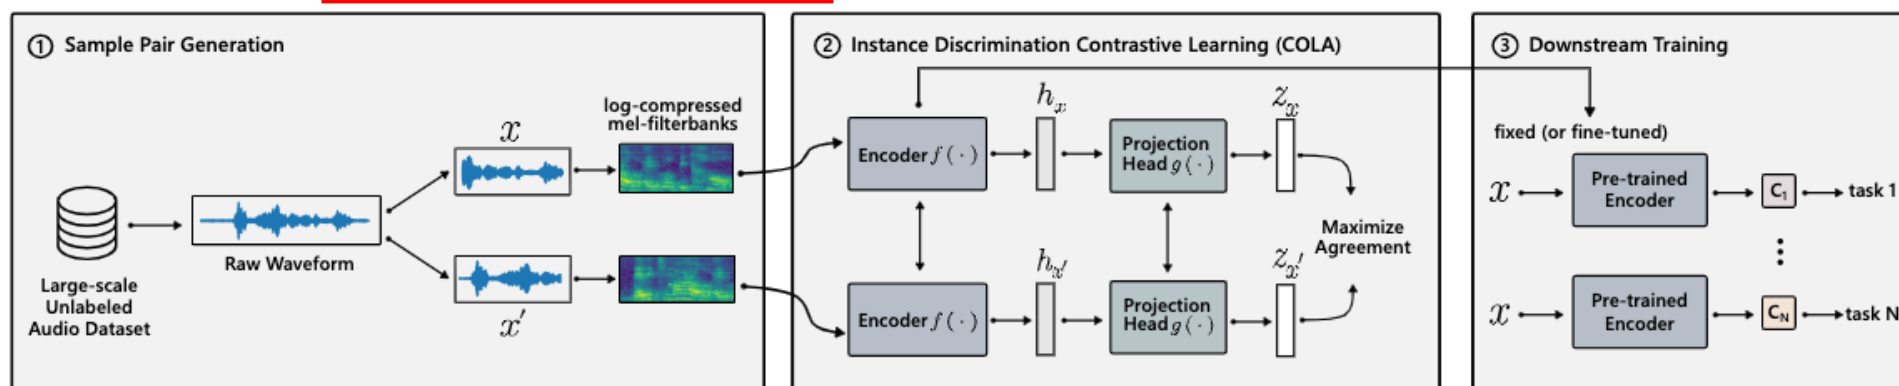 ① Sample Pair Generation
Large-scale
Unlabeled
Audio Dataset
Raw Waveform
x
x′
log-compressed
mel-filterbanks
② Instance Discrimination Contrastive Learning (COLA)
Encoder f(·)
h_x
Projection
Head g(·)
z_x
Maximize
Agreement
Encoder f(·)
h_x′
Projection
Head g(·)
z_x′
③ Downstream Training
fixed (or fine-tuned)
x
Pre-trained
Encoder
C₁
task 1
⋮
x
Pre-trained
Encoder
C_N
task N